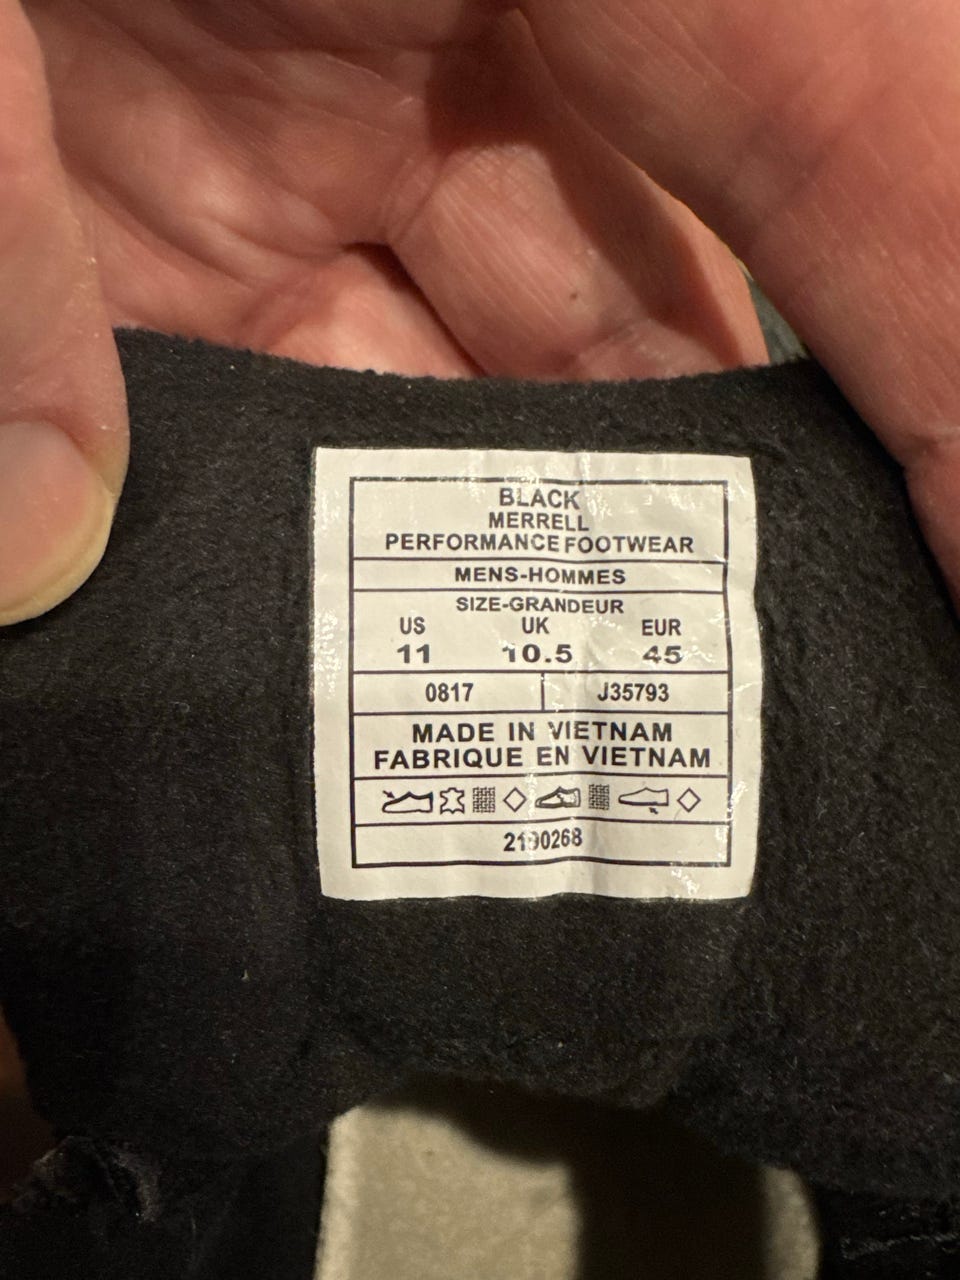 BLACK
MERRELL
PERFORMANCE FOOTWEAR
MENS-HOMMES
SIZE-GRANDEUR
US UK EUR
11 10.5 45
0817 J35793
MADE IN VIETNAM
FABRIQUE EN VIETNAM
2190268